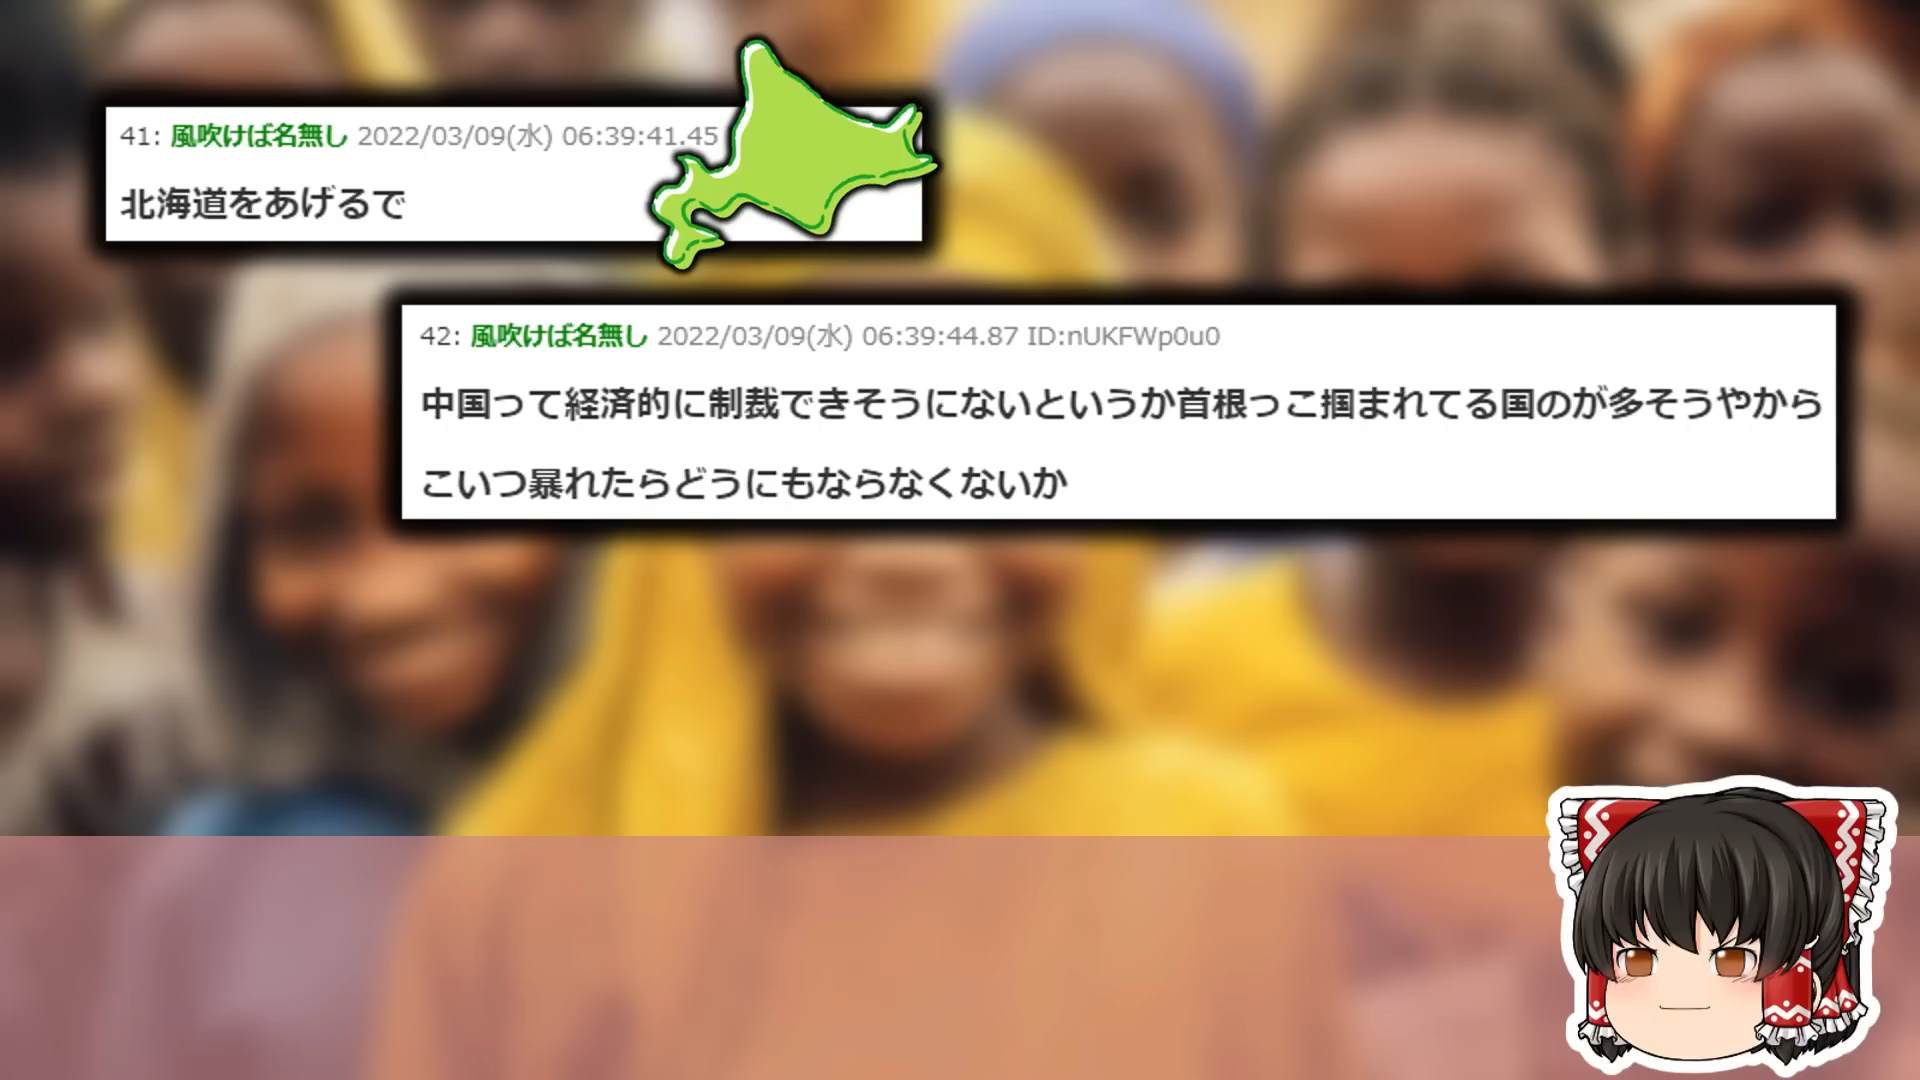 41: 風吹けば名無し 2022/03/09(水) 06:39:41.45
北海道をあげるで
42: 風吹けば名無し 2022/03/09(水) 06:39:44.87 ID:nUKFWp0u0
中国って経済的に制裁できそうにないというか首根っこ掴まれてる国のが多そうやから
こいつ暴れたらどうにもならなくないか